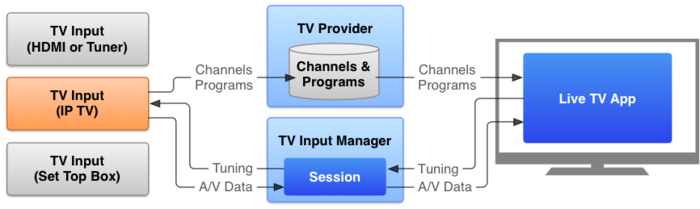 TV Input
(HDMI or Tuner)
TV Input
(IP TV)
TV Input
(Set Top Box)
Channels
Programs
Tuning
A/V Data
TV Provider
Channels &
Programs
TV Input Manager
Session
Channels
Programs
Tuning
A/V Data
Live TV App